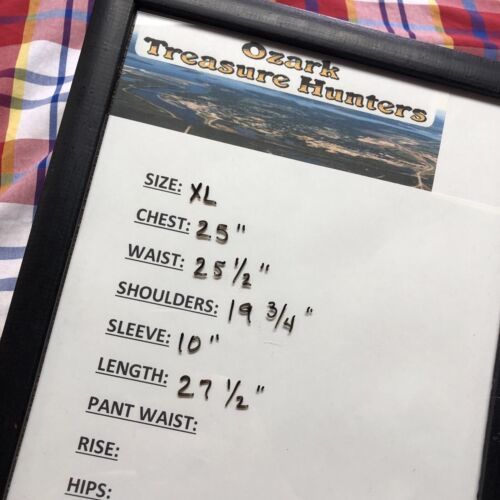 Ozark
Treasure Hunters
SIZE: XL
CHEST: 25"
WAIST: 25 1/2"
SHOULDERS: 19 3/4"
SLEEVE: 10"
LENGTH: 27 1/2"
PANT WAIST:
RISE:
HIPS: